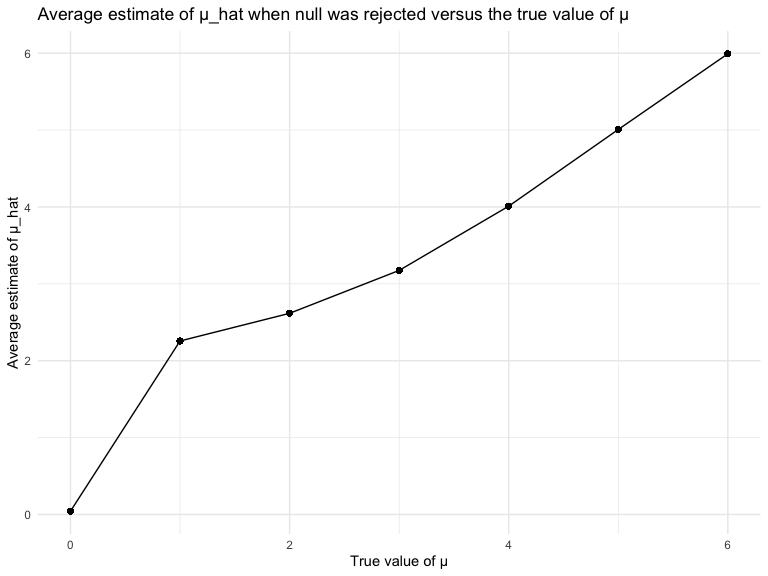 Average estimate of μ_hat when null was rejected versus the true value of μ
6
4
2
0
Average estimate of μ_hat
0
2
4
6
True value of μ